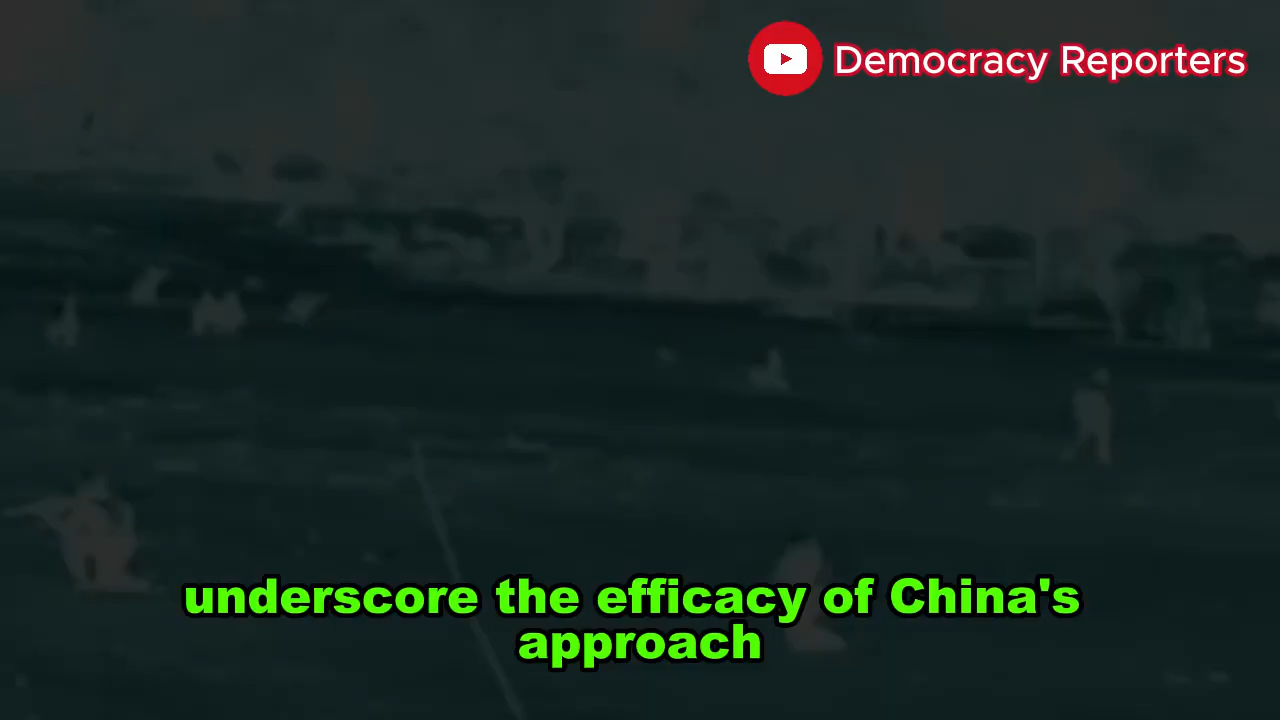 Democracy Reporters
underscore the efficacy of China's
approach